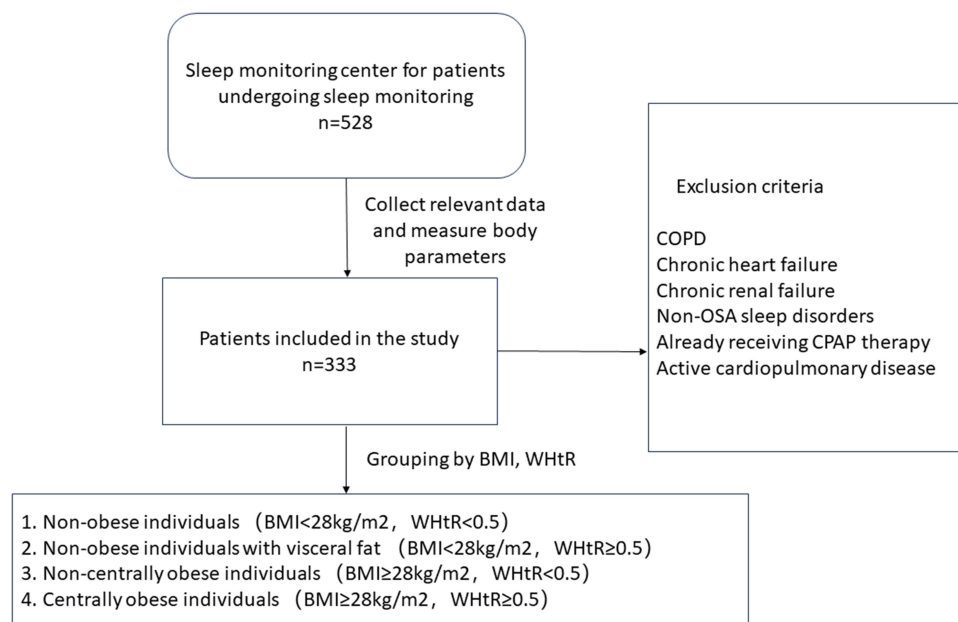 Sleep monitoring center for patients
undergoing sleep monitoring
n=528
Collect relevant data
and measure body
parameters
Patients included in the study
n=333
Exclusion criteria
COPD
Chronic heart failure
Chronic renal failure
Non-OSA sleep disorders
Already receiving CPAP therapy
Active cardiopulmonary disease
Grouping by BMI, WHtR
1. Non-obese individuals （BMI<28kg/m2， WHtR<0.5）
2. Non-obese individuals with visceral fat （BMI<28kg/m2， WHtR≥0.5）
3. Non-centrally obese individuals （BMI≥28kg/m2， WHtR<0.5）
4. Centrally obese individuals （BMI≥28kg/m2， WHtR≥0.5）